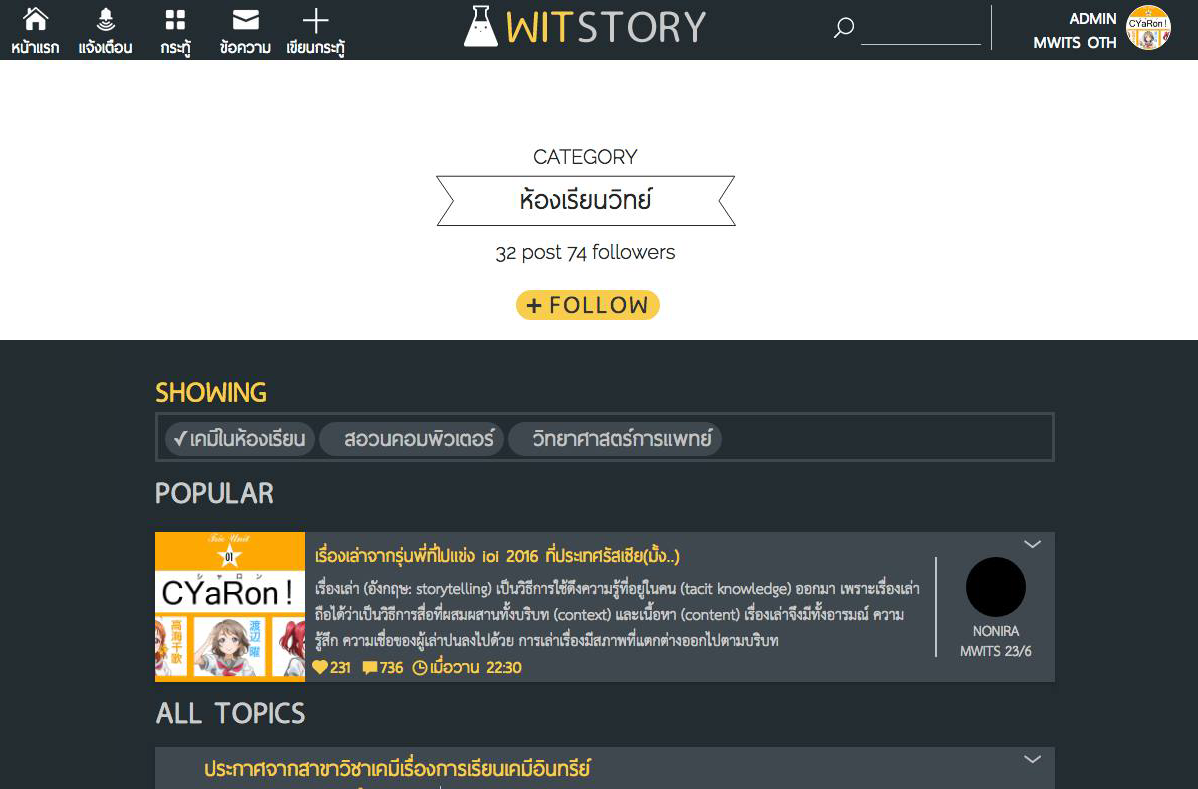 หน้าแรก แจ้งเตือน กระทู้ ข้อความ เขียนกระทู้
WITSTORY
ADMIN
MWITS OTH
CYaRon!
CATEGORY
ห้องเรียนวิทย์
32 post 74 followers
+ FOLLOW
SHOWING
✓เคมีในห้องเรียน สอวนคอมพิวเตอร์ วิทยาศาสตร์การแพทย์
POPULAR
Trio Unit
01
シャロン
CYaRon!
高海千歌
渡辺曜
เรื่องเล่าจากรุ่นพี่ที่ไปแข่ง ioi 2016 ที่ประเทศรัสเซีย(มั้ง..)
เรื่องเล่า (อังกฤษ: storytelling) เป็นวิธีการใช้ดึงความรู้ที่อยู่ในคน (tacit knowledge) ออกมา เพราะเรื่องเล่า
ถือได้ว่าเป็นวิธีการสื่อที่ผสมผสานทั้งบริบท (context) และเนื้อหา (content) เรื่องเล่าจึงมีทั้งอารมณ์ ความ
รู้สึก ความเชื่อของผู้เล่าปนลงไปด้วย การเล่าเรื่องมีสภาพที่แตกต่างออกไปตามบริบท
231 736 เมื่อวาน 22:30
NONIRA
MWITS 23/6
ALL TOPICS
ประกาศจากสาขาวิชาเคมีเรื่องการเรียนเคมีอินทรีย์